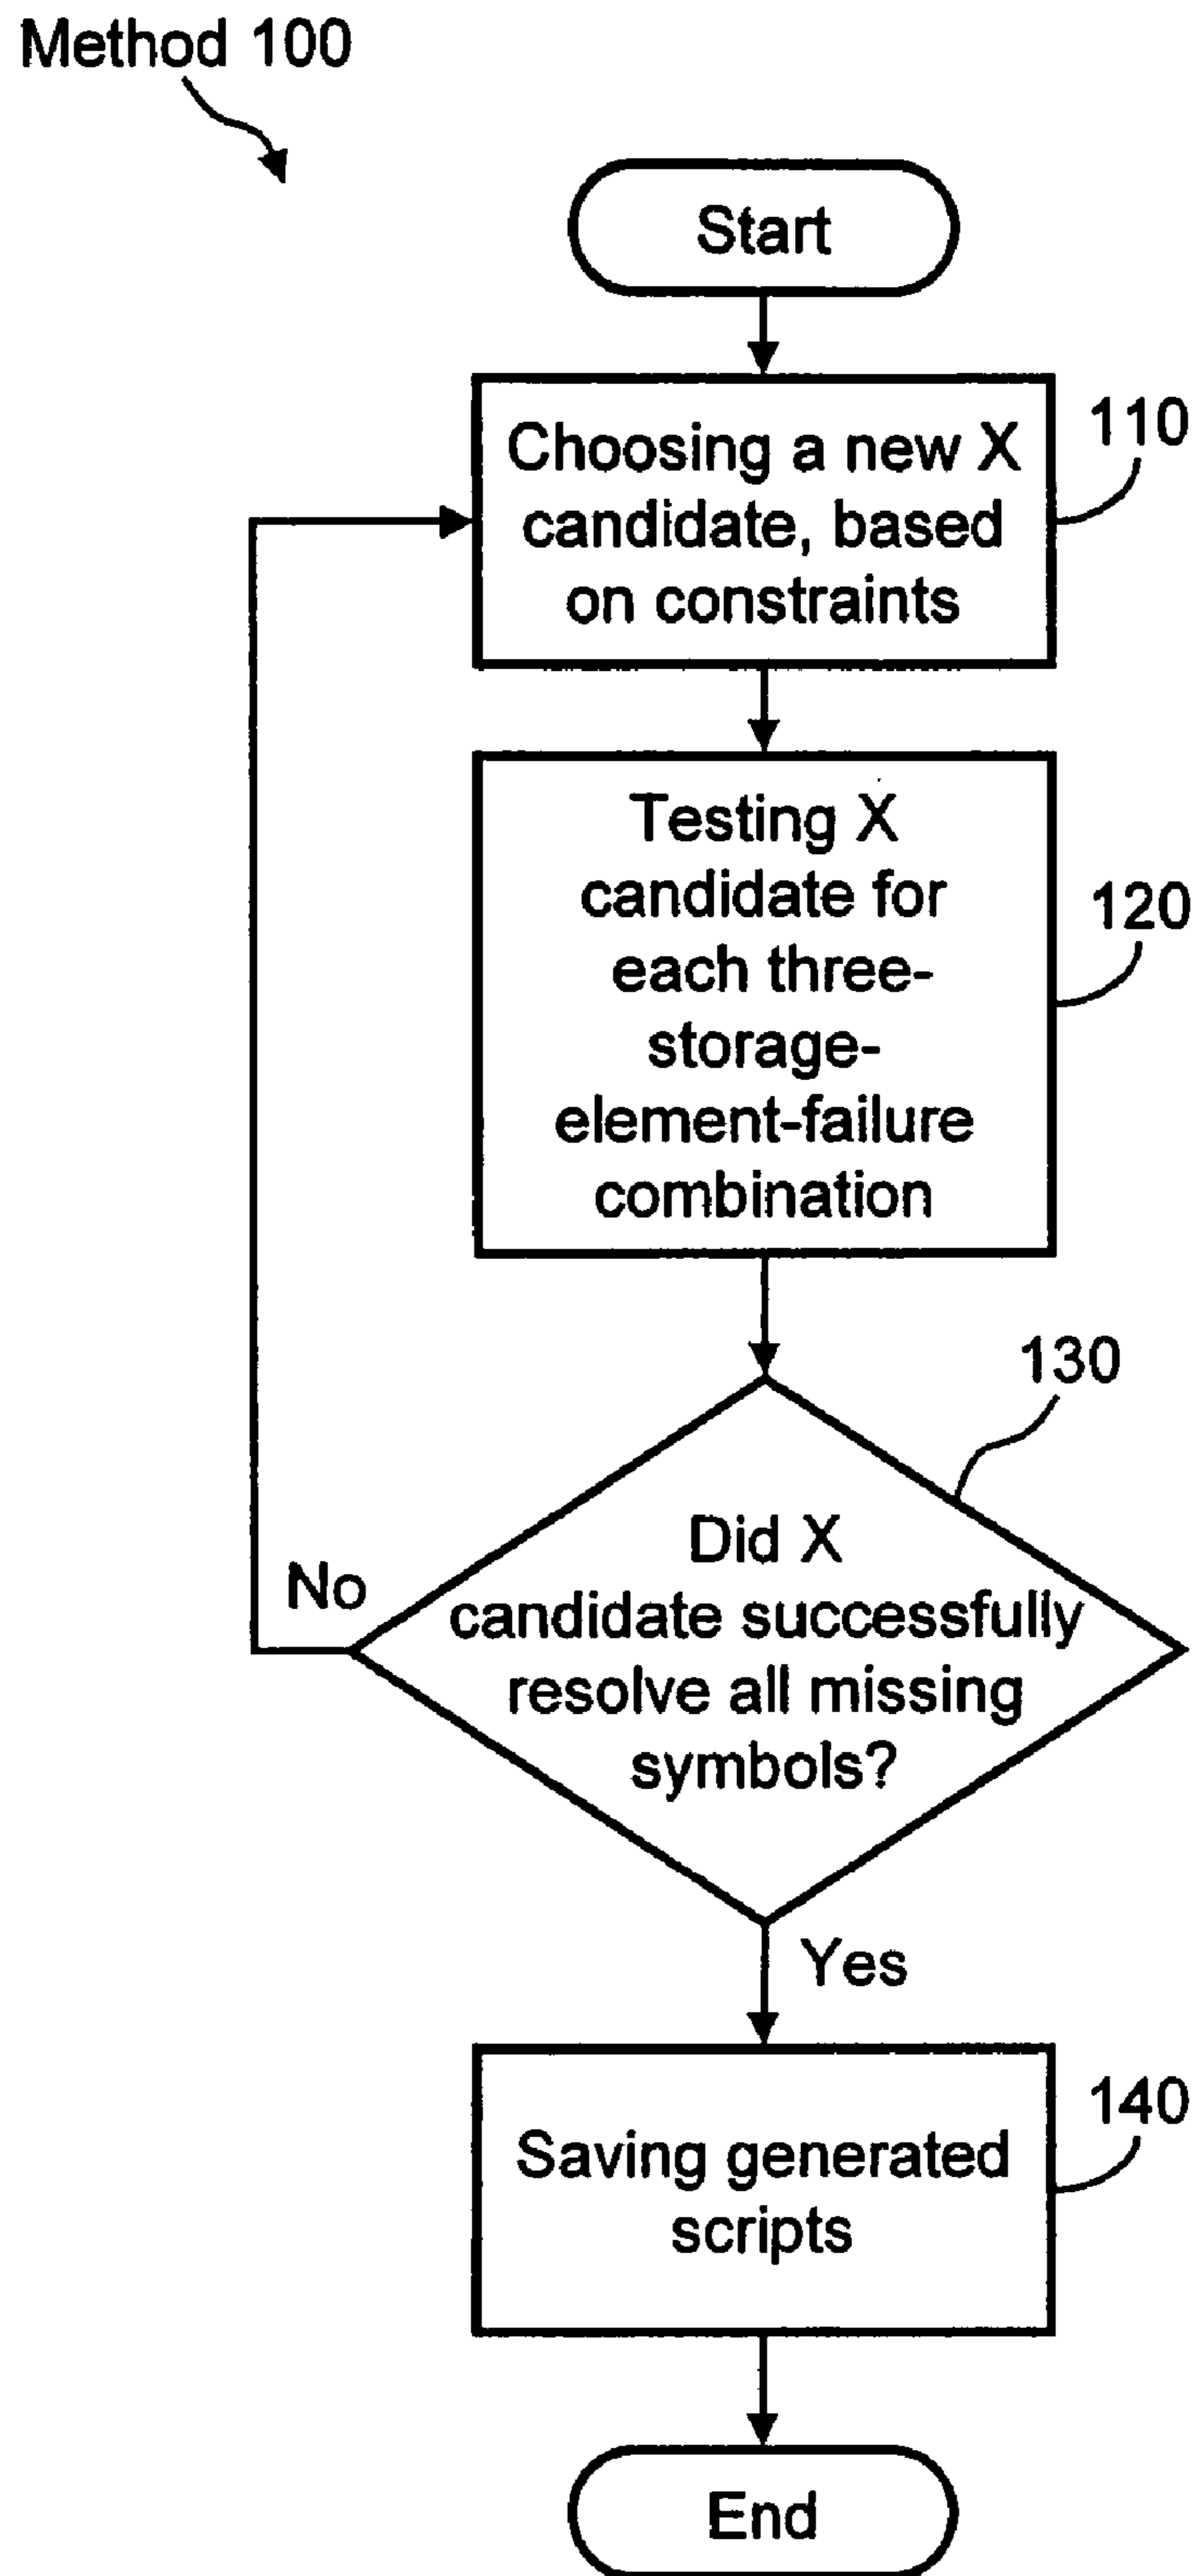 Method 100
Start
Choosing a new X
candidate, based
on constraints
110
Testing X
candidate for
each three-
storage-
element-failure
combination
120
130
Did X
candidate successfully
resolve all missing
symbols?
No
Yes
Saving generated
scripts
140
End